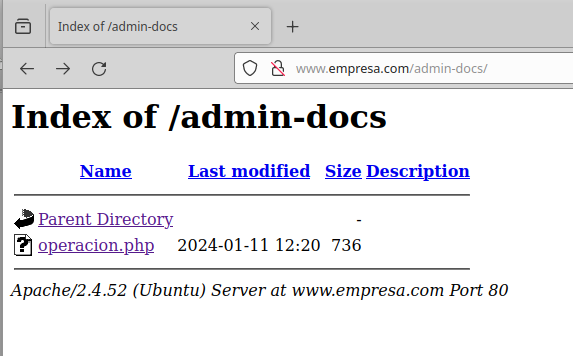 Index of /admin-docs
www.empresa.com/admin-docs/
Index of /admin-docs
Name Last modified Size Description
Parent Directory -
operacion.php 2024-01-11 12:20 736
Apache/2.4.52 (Ubuntu) Server at www.empresa.com Port 80